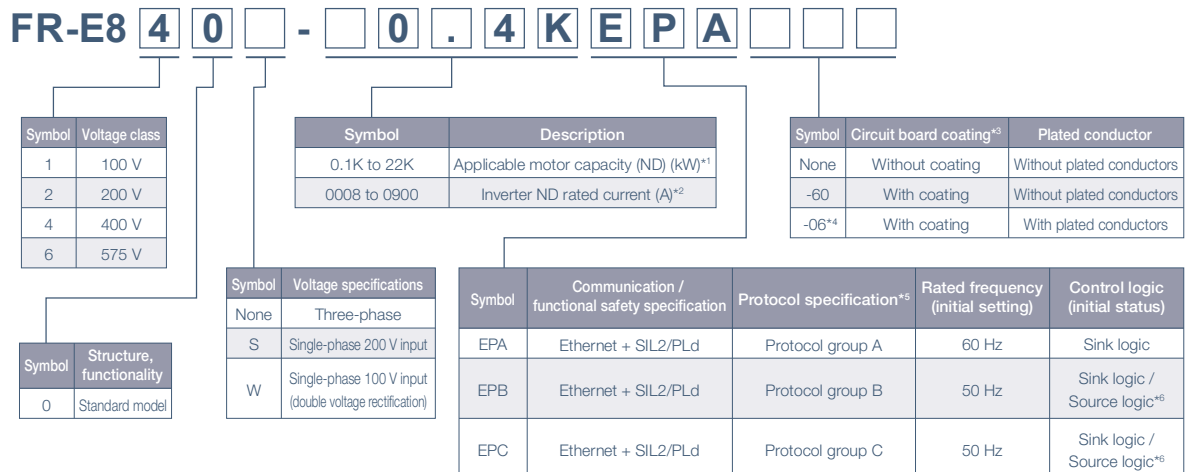 FR-E8 4 0 - 0 . 4 K E P A
Symbol Voltage class
1 100 V
2 200 V
4 400 V
6 575 V
Symbol Description
0.1K to 22K Applicable motor capacity (ND) (kW)*1
0008 to 0900 Inverter ND rated current (A)*2
Symbol Circuit board coating*3 Plated conductor
None Without coating Without plated conductors
-60 With coating Without plated conductors
-06*4 With coating With plated conductors
Symbol Structure,
functionality
0 Standard model
Symbol Voltage specifications
None Three-phase
S Single-phase 200 V input
W Single-phase 100 V input
(double voltage rectification)
Symbol Communication /
functional safety specification Protocol specification*5 Rated frequency
(initial setting) Control logic
(initial status)
EPA Ethernet + SIL2/PLd Protocol group A 60 Hz Sink logic
EPB Ethernet + SIL2/PLd Protocol group B 50 Hz Sink logic /
Source logic*6
EPC Ethernet + SIL2/PLd Protocol group C 50 Hz Sink logic /
Source logic*6